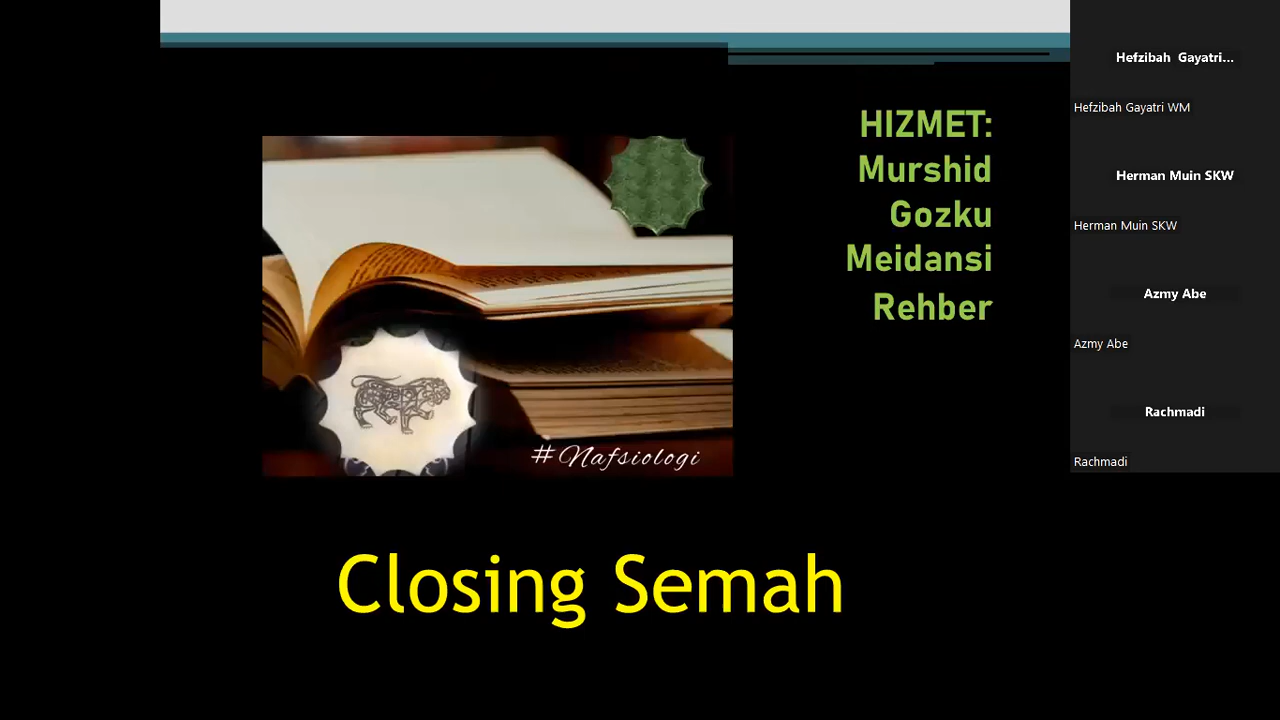 HIZMET:
Murshid
Gozku
Meidansi
Rehber
#Nafsiologi
Closing Semah
Hefzibah Gayatri...
Hefzibah Gayatri WM
Herman Muin SKW
Herman Muin SKW
Azmy Abe
Azmy Abe
Rachmadi
Rachmadi